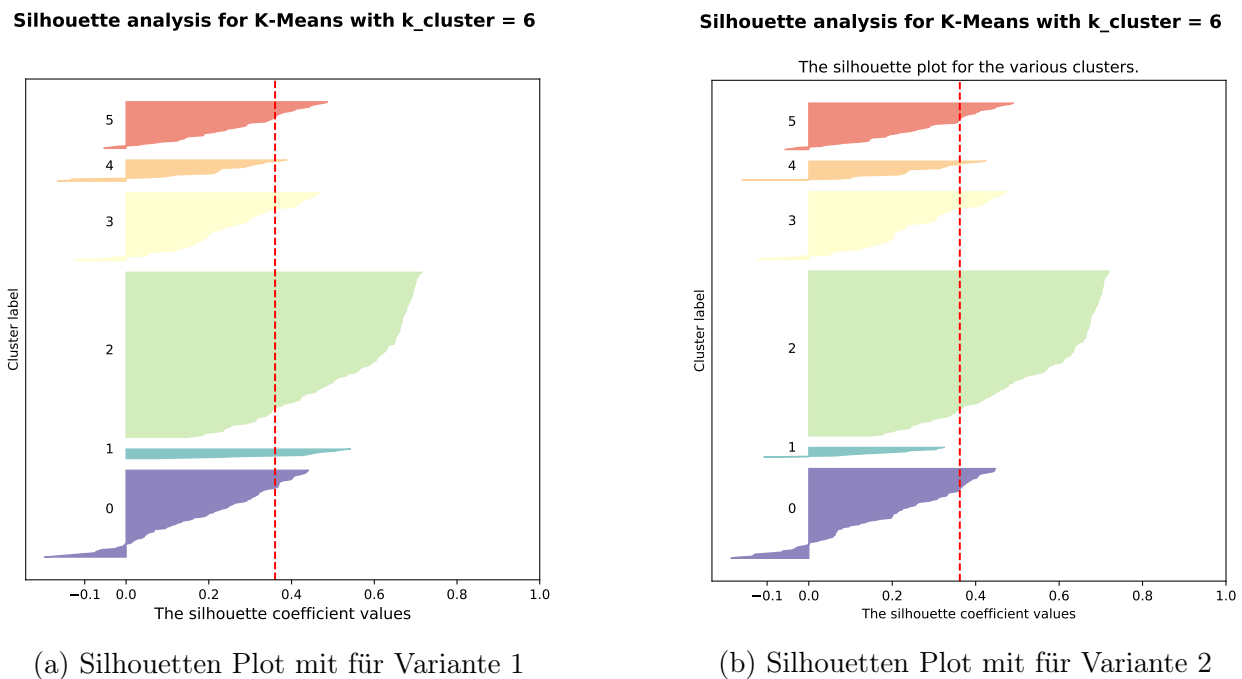 Silhouette analysis for K-Means with k_cluster = 6
Cluster label
5
4
3
2
1
0
−0.1 0.0 0.2 0.4 0.6 0.8 1.0
The silhouette coefficient values
(a) Silhouetten Plot mit für Variante 1
Silhouette analysis for K-Means with k_cluster = 6
The silhouette plot for the various clusters.
Cluster label
5
4
3
2
1
0
−0.1 0.0 0.2 0.4 0.6 0.8 1.0
The silhouette coefficient values
(b) Silhouetten Plot mit für Variante 2